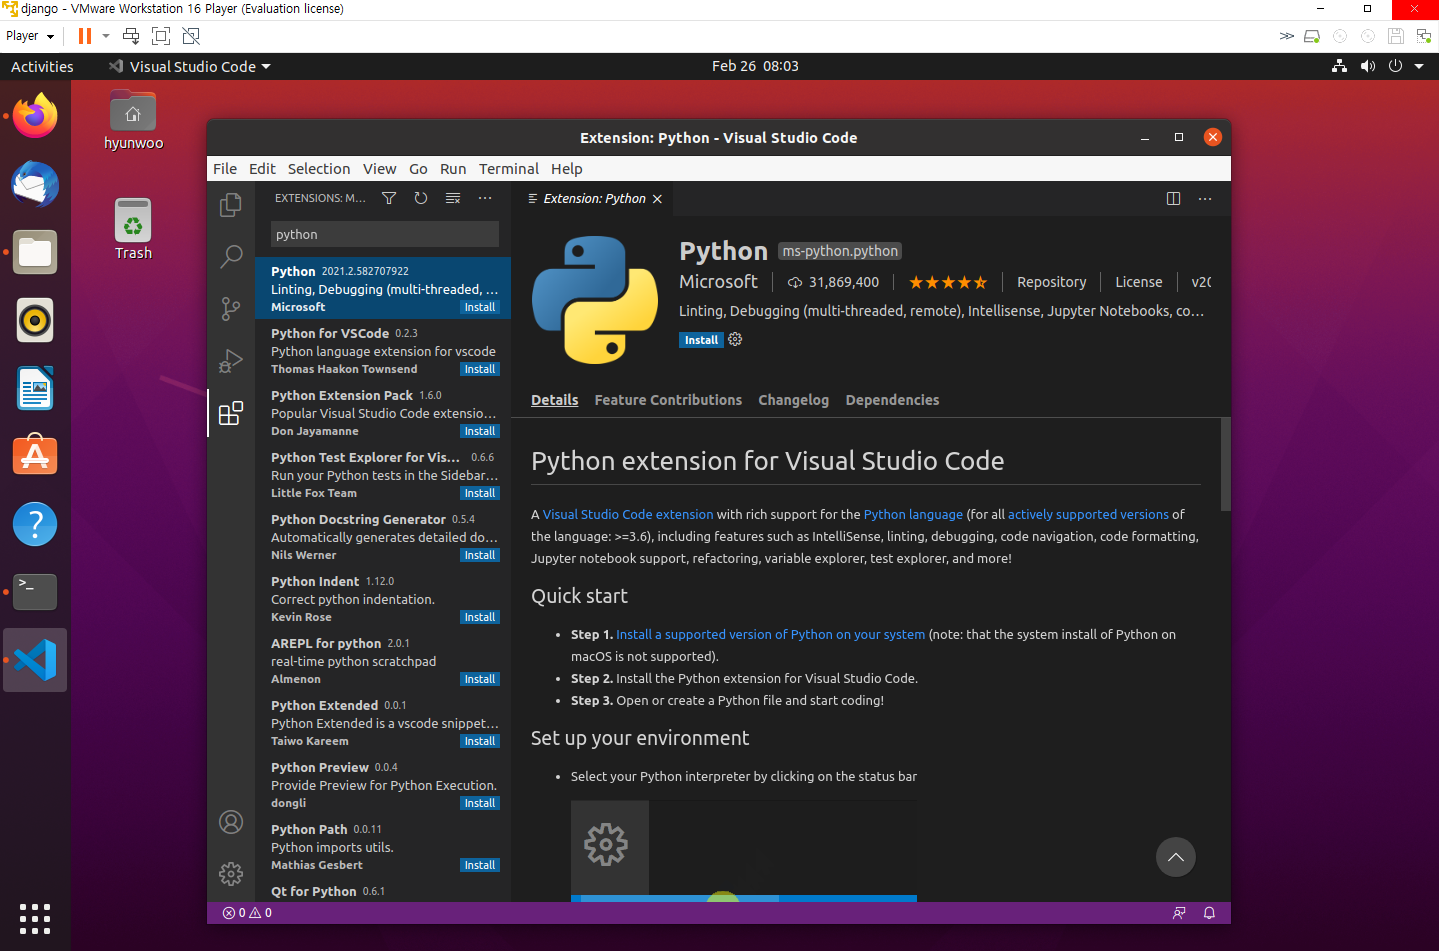 django - VMware Workstation 16 Player (Evaluation license)
Player
Activities
Visual Studio Code
Feb 26 08:03
hyunwoo
Trash
Extension: Python - Visual Studio Code
File Edit Selection View Go Run Terminal Help
EXTENSIONS: M...
python
Python 2021.2.582707922
Linting, Debugging (multi-threaded, ...
Microsoft Install
Python for VSCode 0.2.3
Python language extension for vscode
Thomas Haakon Townsend Install
Python Extension Pack 1.6.0
Popular Visual Studio Code extensio...
Don Jayamanne Install
Python Test Explorer for Vis... 0.6.6
Run your Python tests in the Sidebar...
Little Fox Team Install
Python Docstring Generator 0.5.4
Automatically generates detailed do...
Nils Werner Install
Python Indent 1.12.0
Correct python indentation.
Kevin Rose Install
AREPL for python 2.0.1
real-time python scratchpad
Almenon Install
Python Extended 0.0.1
Python Extended is a vscode snippet...
Taiwo Kareem Install
Python Preview 0.0.4
Provide Preview for Python Execution.
dongli Install
Python Path 0.0.11
Python imports utils.
Mathias Gesbert Install
Qt for Python 0.6.1
Extension: Python
Python ms-python.python
Microsoft 31,869,400 Repository License v20
Linting, Debugging (multi-threaded, remote), Intellisense, Jupyter Notebooks, co...
Install
Details Feature Contributions Changelog Dependencies
Python extension for Visual Studio Code
A Visual Studio Code extension with rich support for the Python language (for all actively supported versions of
the language: >=3.6), including features such as IntelliSense, linting, debugging, code navigation, code formatting,
Jupyter notebook support, refactoring, variable explorer, test explorer, and more!
Quick start
• Step 1. Install a supported version of Python on your system (note: that the system install of Python on
macOS is not supported).
• Step 2. Install the Python extension for Visual Studio Code.
• Step 3. Open or create a Python file and start coding!
Set up your environment
• Select your Python interpreter by clicking on the status bar
0 0